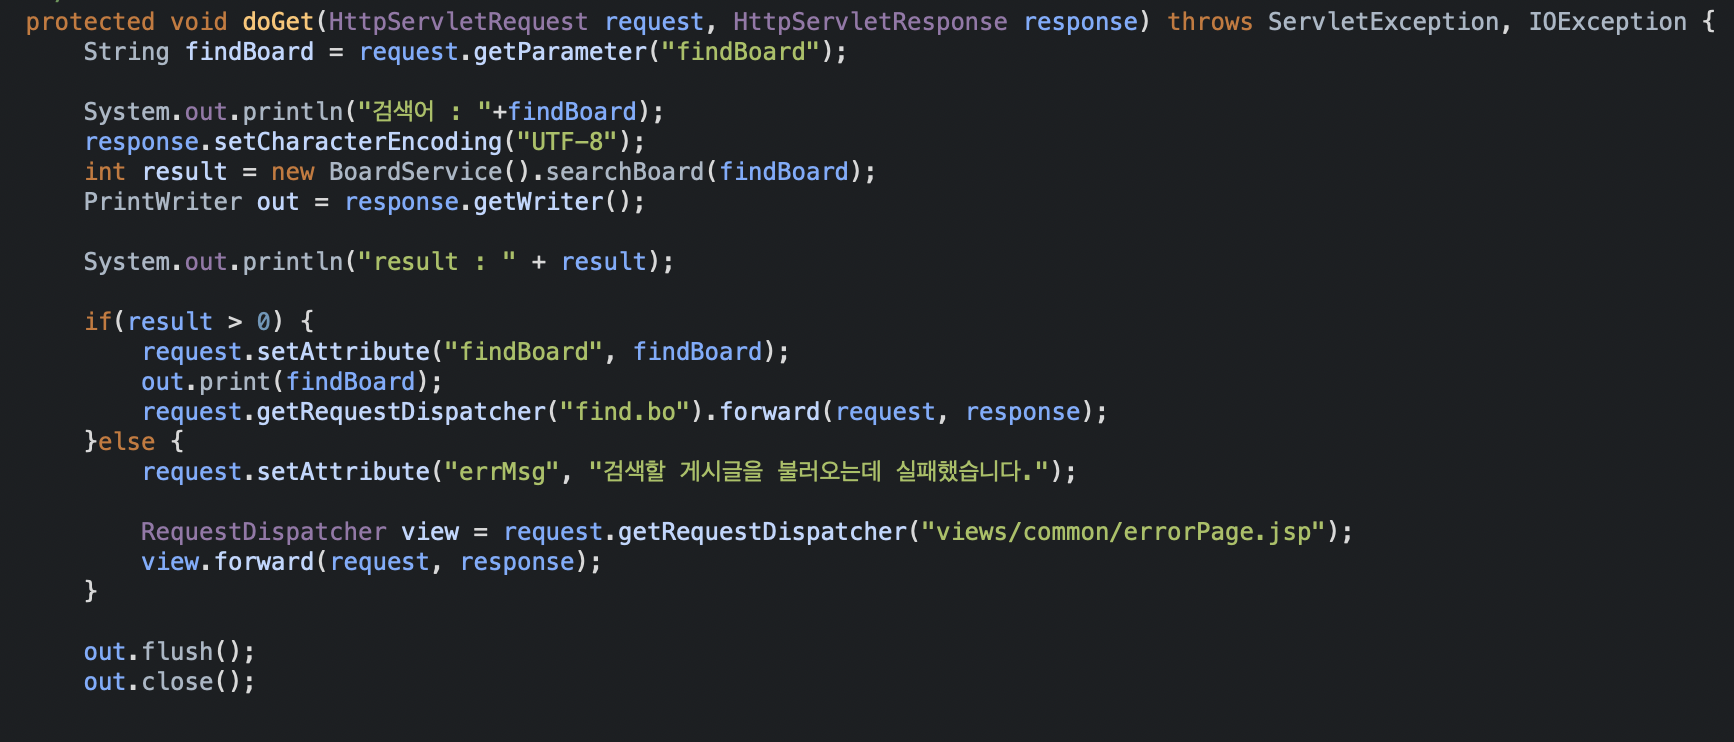 protected void doGet(HttpServletRequest request, HttpServletResponse response) throws ServletException, IOException {
    String findBoard = request.getParameter("findBoard");

    System.out.println("검색어 : "+findBoard);
    response.setCharacterEncoding("UTF-8");
    int result = new BoardService().searchBoard(findBoard);
    PrintWriter out = response.getWriter();

    System.out.println("result : " + result);

    if(result > 0) {
        request.setAttribute("findBoard", findBoard);
        out.print(findBoard);
        request.getRequestDispatcher("find.bo").forward(request, response);
    }else {
        request.setAttribute("errMsg", "검색할 게시글을 불러오는데 실패했습니다.");

        RequestDispatcher view = request.getRequestDispatcher("views/common/errorPage.jsp");
        view.forward(request, response);
    }

    out.flush();
    out.close();